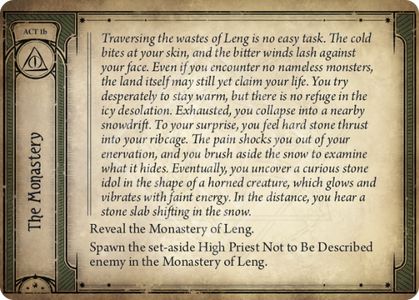 ACT 1b
The Monastery
Traversing the wastes of Leng is no easy task. The cold
bites at your skin, and the bitter winds lash against
your face. Even if you encounter no nameless monsters,
the land itself may still yet claim your life. You try
desperately to stay warm, but there is no refuge in the
icy desolation. Exhausted, you collapse into a nearby
snowdrift. To your surprise, you feel hard stone thrust
into your ribcage. The pain shocks you out of your
enervation, and you brush aside the snow to examine
what it hides. Eventually, you uncover a curious stone
idol in the shape of a horned creature, which glows and
vibrates with faint energy. In the distance, you hear a
stone slab shifting in the snow.
Reveal the Monastery of Leng.
Spawn the set-aside High Priest Not to Be Described
enemy in the Monastery of Leng.